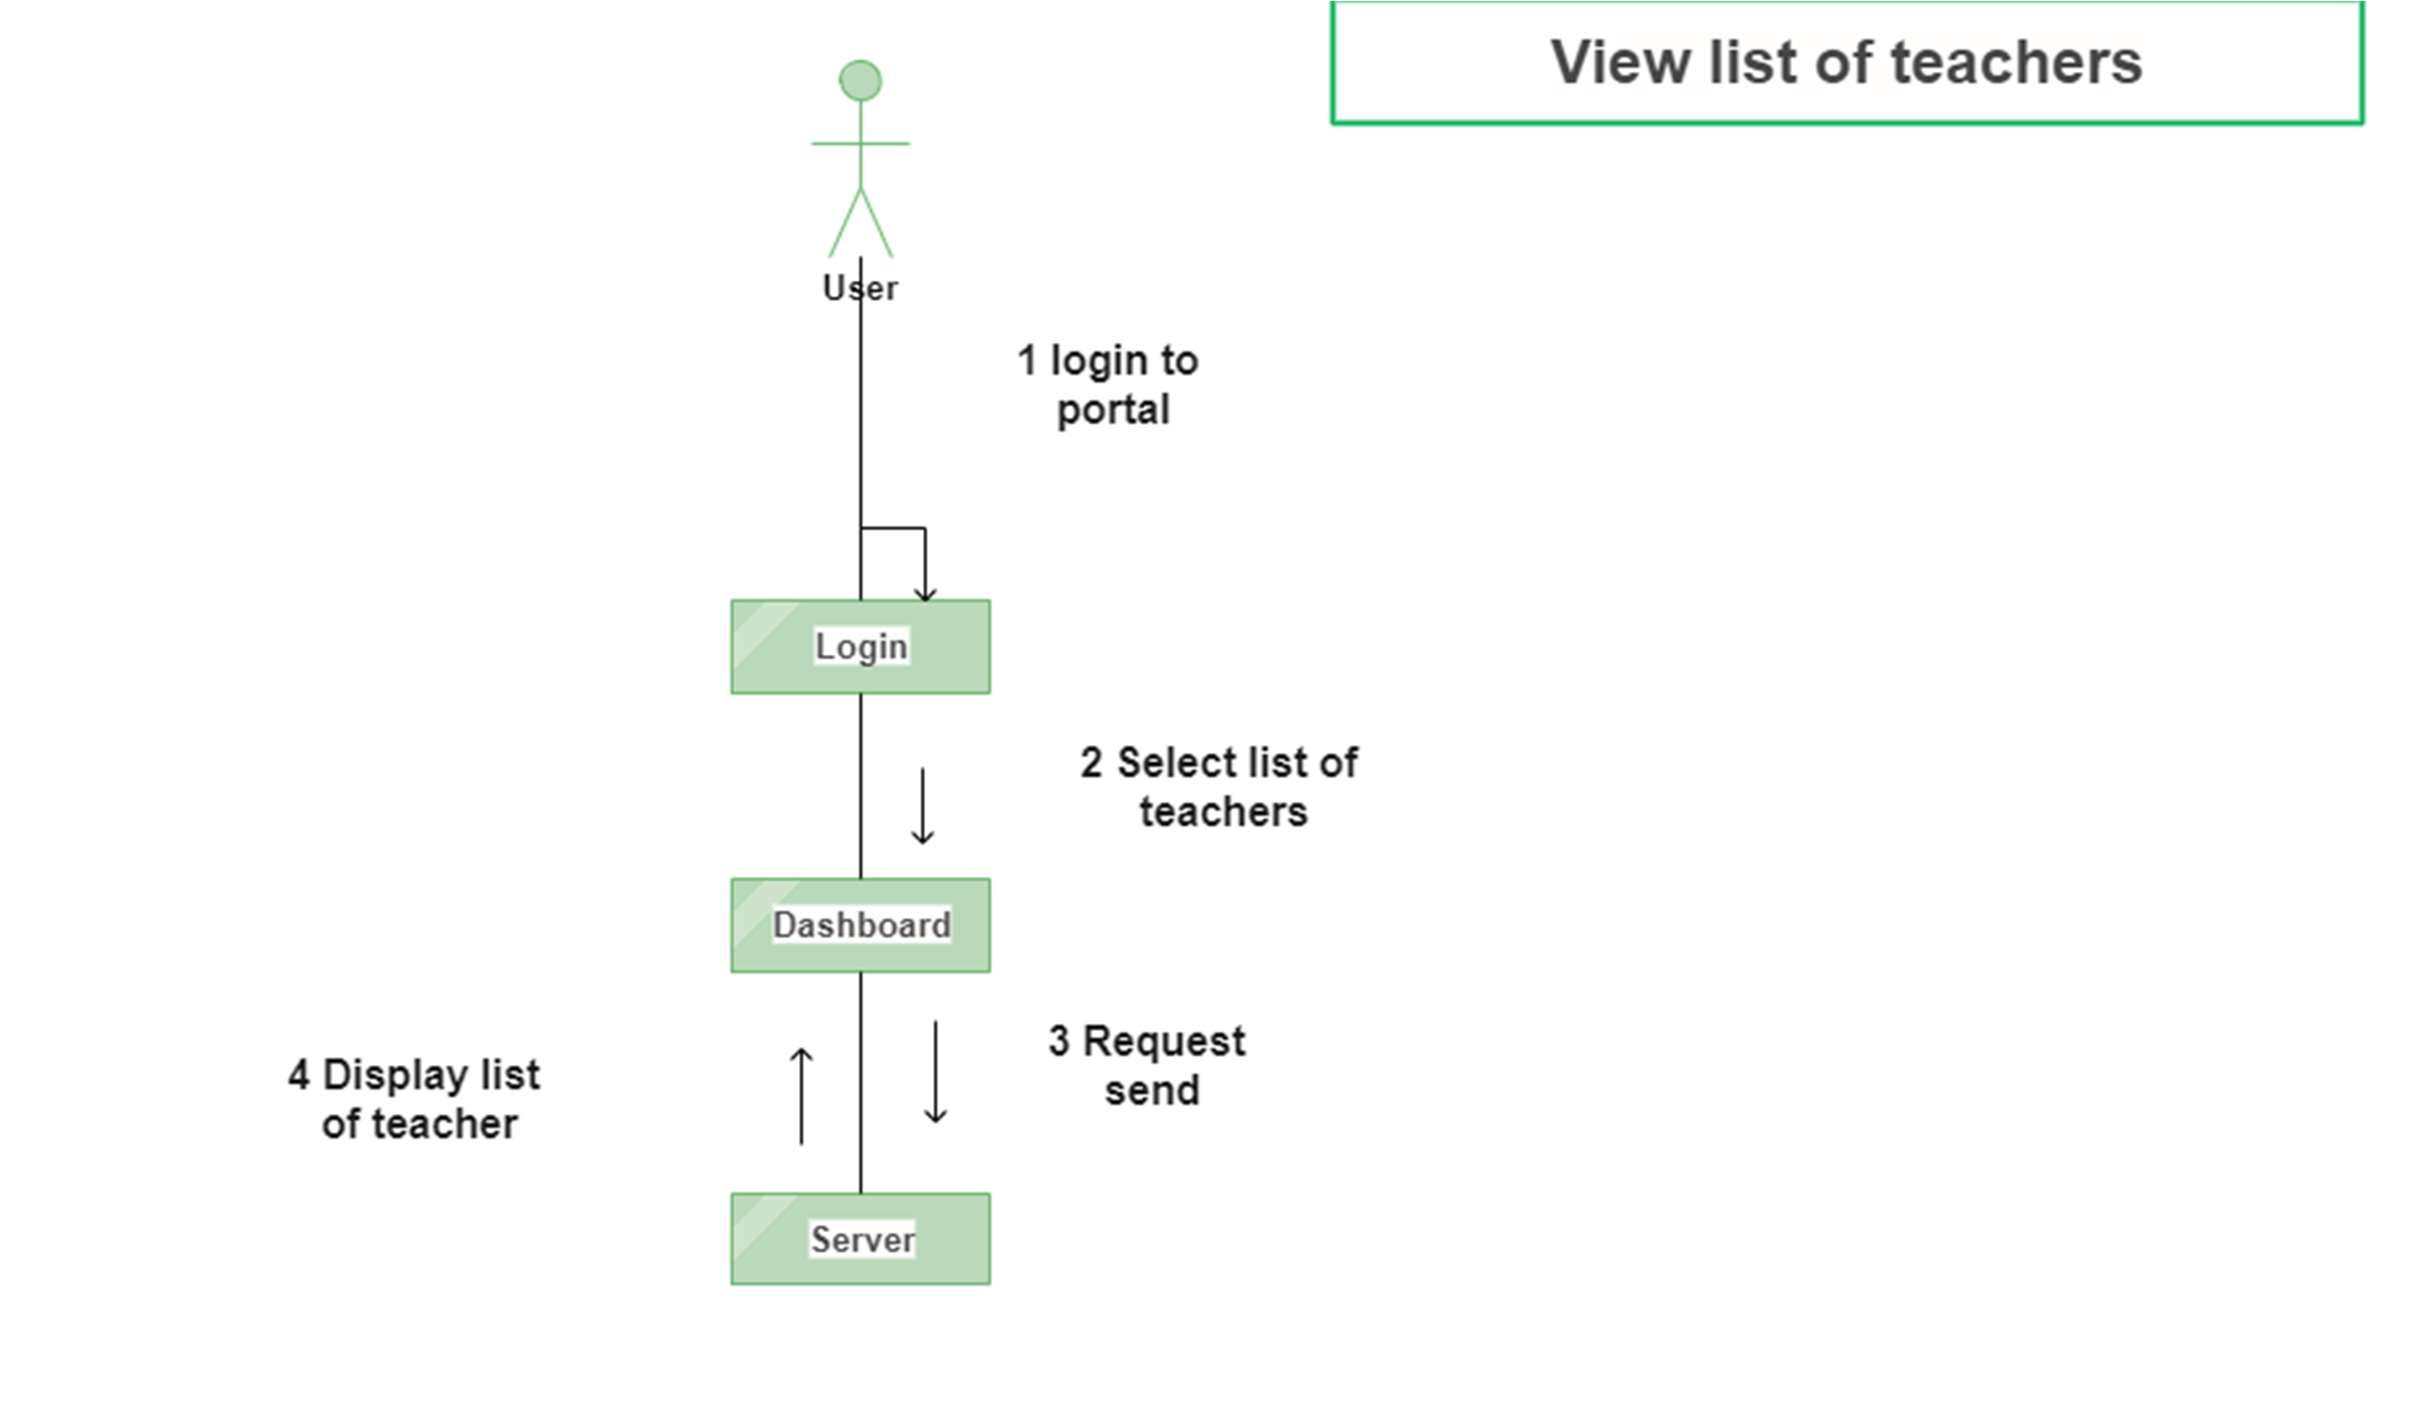 View list of teachers
User
1 login to
portal
Login
2 Select list of
teachers
Dashboard
3 Request
send
4 Display list
of teacher
Server